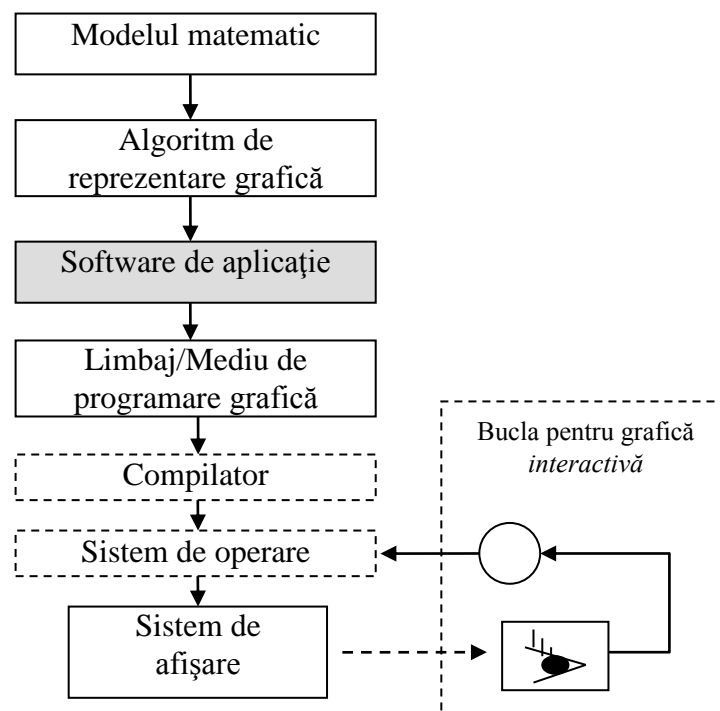 Modelul matematic
Algoritm de
reprezentare grafică
Software de aplicaţie
Limbaj/Mediu de
programare grafică
Bucla pentru grafică
interactivă
Compilator
Sistem de operare
Sistem de
afişare